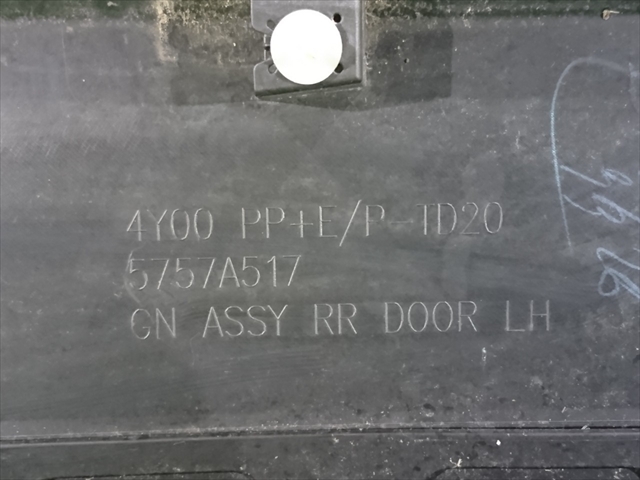 4Y00 PP+E/P-TD20
5757A517
GN ASSY RR DOOR LH